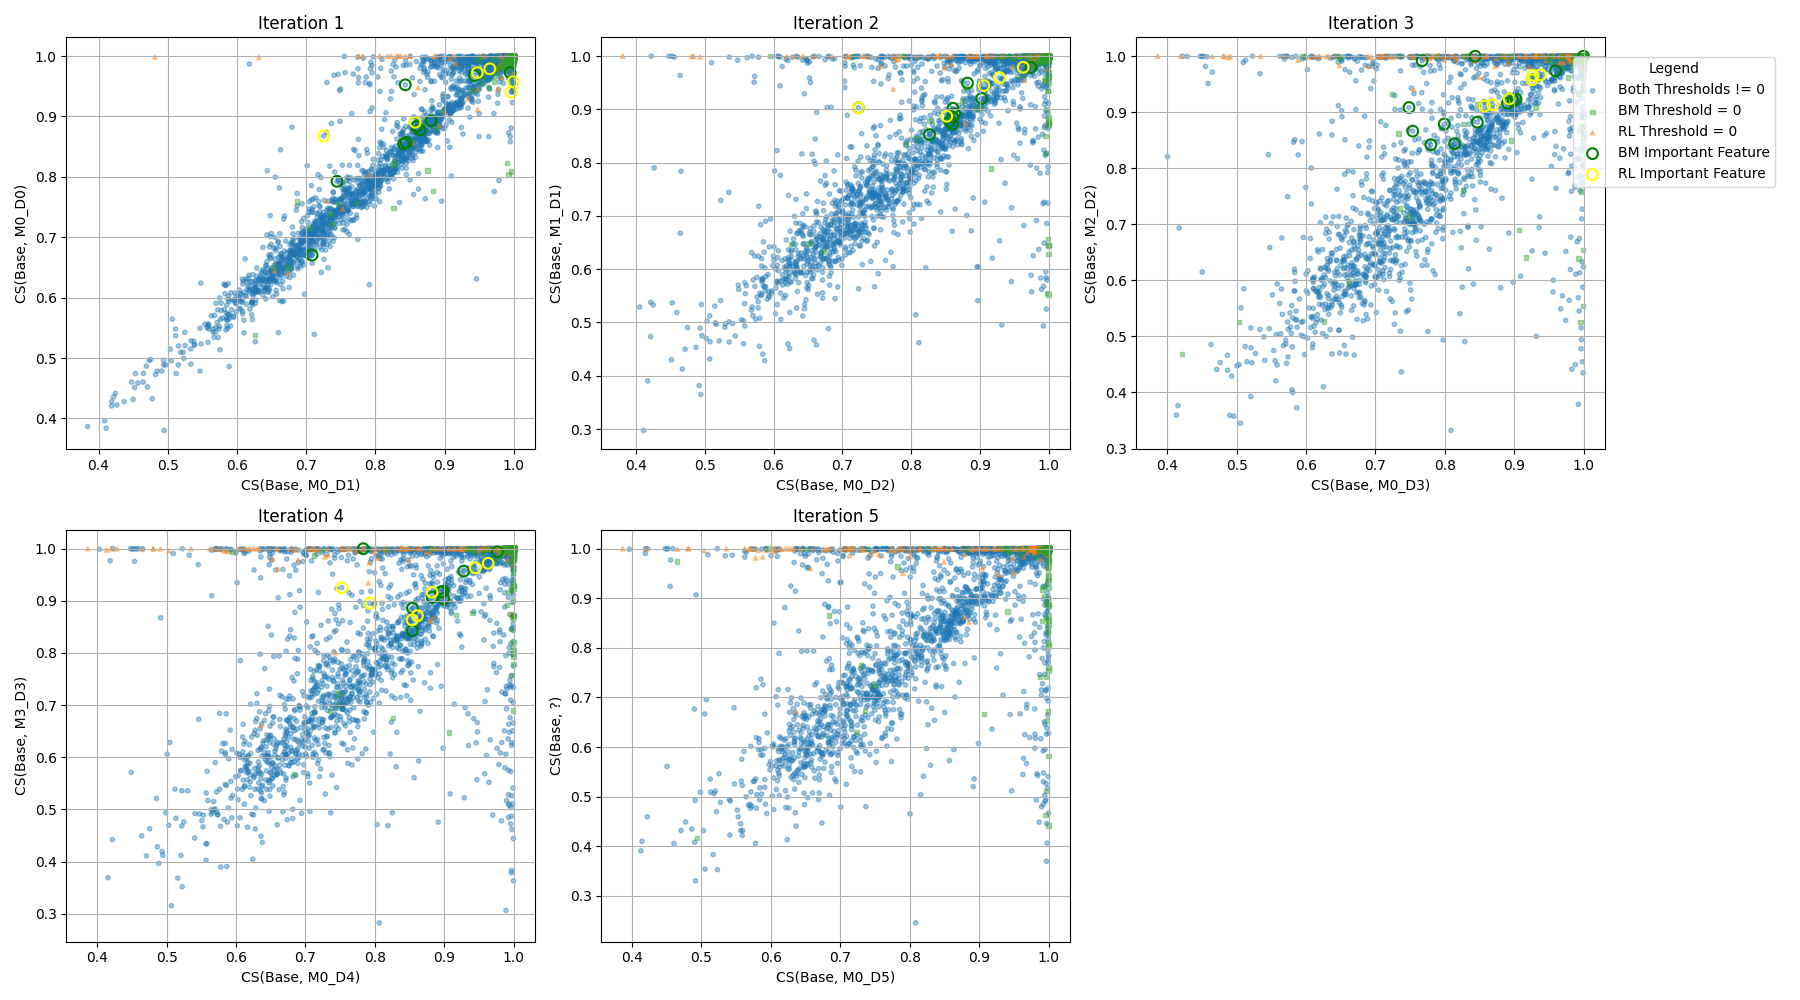 Iteration 1
CS(Base, M0_D0)
1.0
0.9
0.8
0.7
0.6
0.5
0.4
0.4 0.5 0.6 0.7 0.8 0.9 1.0
CS(Base, M0_D1)
Iteration 2
CS(Base, M1_D1)
1.0
0.9
0.8
0.7
0.6
0.5
0.4
0.3
0.4 0.5 0.6 0.7 0.8 0.9 1.0
CS(Base, M0_D2)
Iteration 3
CS(Base, M2_D2)
1.0
0.9
0.8
0.7
0.6
0.5
0.4
0.3
0.4 0.5 0.6 0.7 0.8 0.9 1.0
CS(Base, M0_D3)
Legend
Both Thresholds != 0
BM Threshold = 0
RL Threshold = 0
BM Important Feature
RL Important Feature
Iteration 4
CS(Base, M3_D3)
1.0
0.9
0.8
0.7
0.6
0.5
0.4
0.3
0.4 0.5 0.6 0.7 0.8 0.9 1.0
CS(Base, M0_D4)
Iteration 5
CS(Base, ?)
1.0
0.9
0.8
0.7
0.6
0.5
0.4
0.3
0.4 0.5 0.6 0.7 0.8 0.9 1.0
CS(Base, M0_D5)